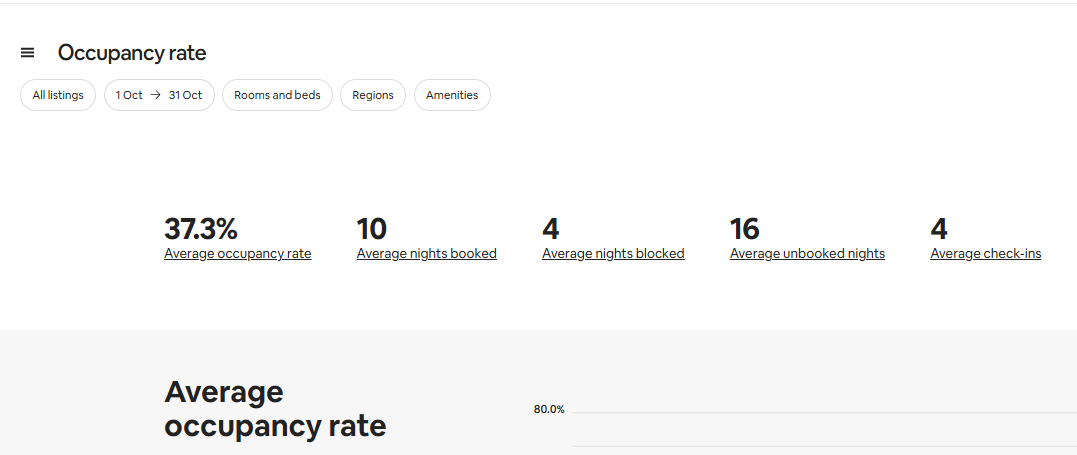 Occupancy rate
All listings 1 Oct → 31 Oct Rooms and beds Regions Amenities
37.3% 10 4 16 4
Average occupancy rate Average nights booked Average nights blocked Average unbooked nights Average check-ins
Average
occupancy rate
80.0%